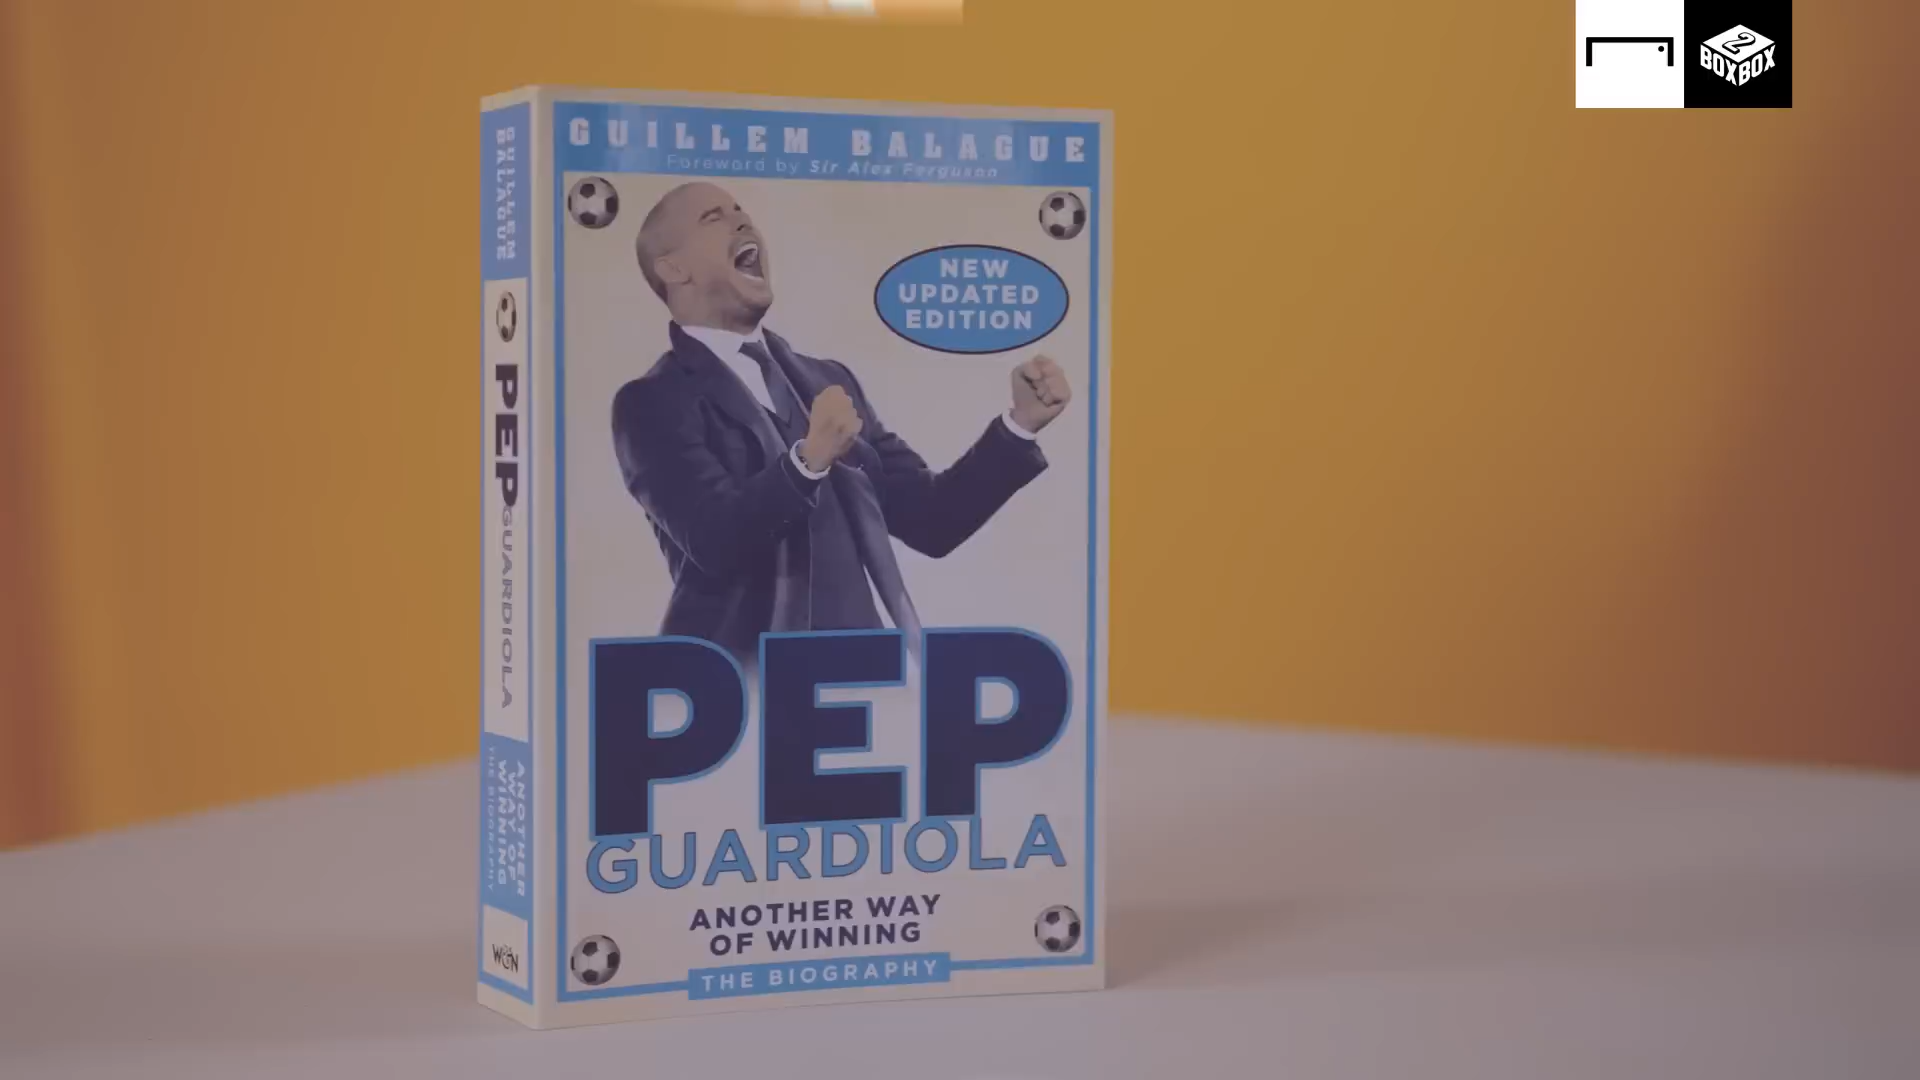 2
BOXBOX
GUILLEM BALAGUE
Foreword by Sir Alex Ferguson
NEW
UPDATED
EDITION
PEP
GUARDIOLA
ANOTHER WAY
OF WINNING
THE BIOGRAPHY
GUILLEM
BALAGUE
PEP GUARDIOLA
ANOTHER
WAY OF
WINNING
THE BIOGRAPHY
W&N